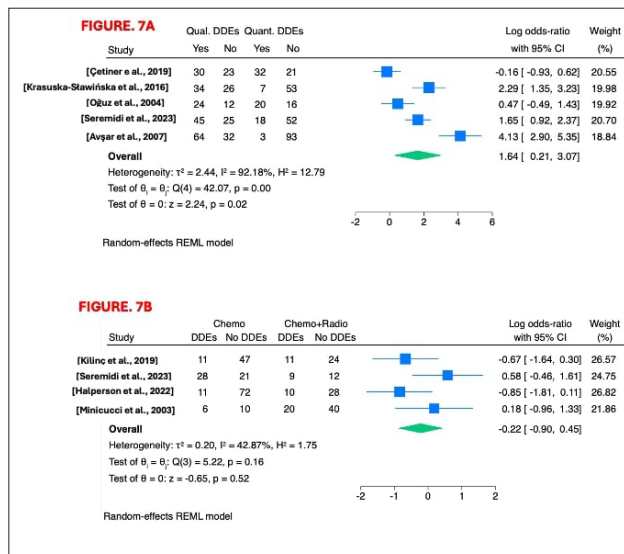 FIGURE. 7A
Qual. DDEs Quant. DDEs Log odds-ratio Weight
Study Yes No Yes No with 95% CI (%)
[Çetiner e., 2019] 30 23 32 21 -0.16 [ -0.93, 0.62] 20.55
[Krasuska-Sławińska et al., 2016] 34 26 7 53 2.29 [ 1.35, 3.23] 19.98
[Oğuz et al., 2004] 24 12 20 16 0.47 [ -0.49, 1.43] 19.92
[Seremidi et al., 2023] 45 25 18 52 1.65 [ 0.92, 2.37] 20.70
[Avşar et al., 2007] 64 32 3 93 4.13 [ 2.90, 5.35] 18.84
Overall 1.64 [ 0.21, 3.07]
Heterogeneity: τ² = 2.44, I² = 92.18%, H² = 12.79
Test of θᵢ = θⱼ: Q(4) = 42.07, p = 0.00
Test of θ = 0: z = 2.24, p = 0.02
-2 0 2 4 6
Random-effects REML model
FIGURE. 7B
Chemo Chemo+Radio Log odds-ratio Weight
Study DDEs No DDEs DDEs No DDEs with 95% CI (%)
[Kilinç et al., 2019] 11 47 11 24 -0.67 [ -1.64, 0.30] 26.57
[Seremidi et al., 2023] 28 21 9 12 0.58 [ -0.46, 1.61] 24.75
[Halperson et al., 2022] 11 72 10 28 -0.85 [ -1.81, 0.11] 26.82
[Minicucci et al., 2003] 6 10 20 40 0.18 [ -0.96, 1.33] 21.86
Overall -0.22 [ -0.90, 0.45]
Heterogeneity: τ² = 0.20, I² = 42.87%, H² = 1.75
Test of θᵢ = θⱼ: Q(3) = 5.22, p = 0.16
Test of θ = 0: z = -0.65, p = 0.52
-2 -1 0 1 2
Random-effects REML model